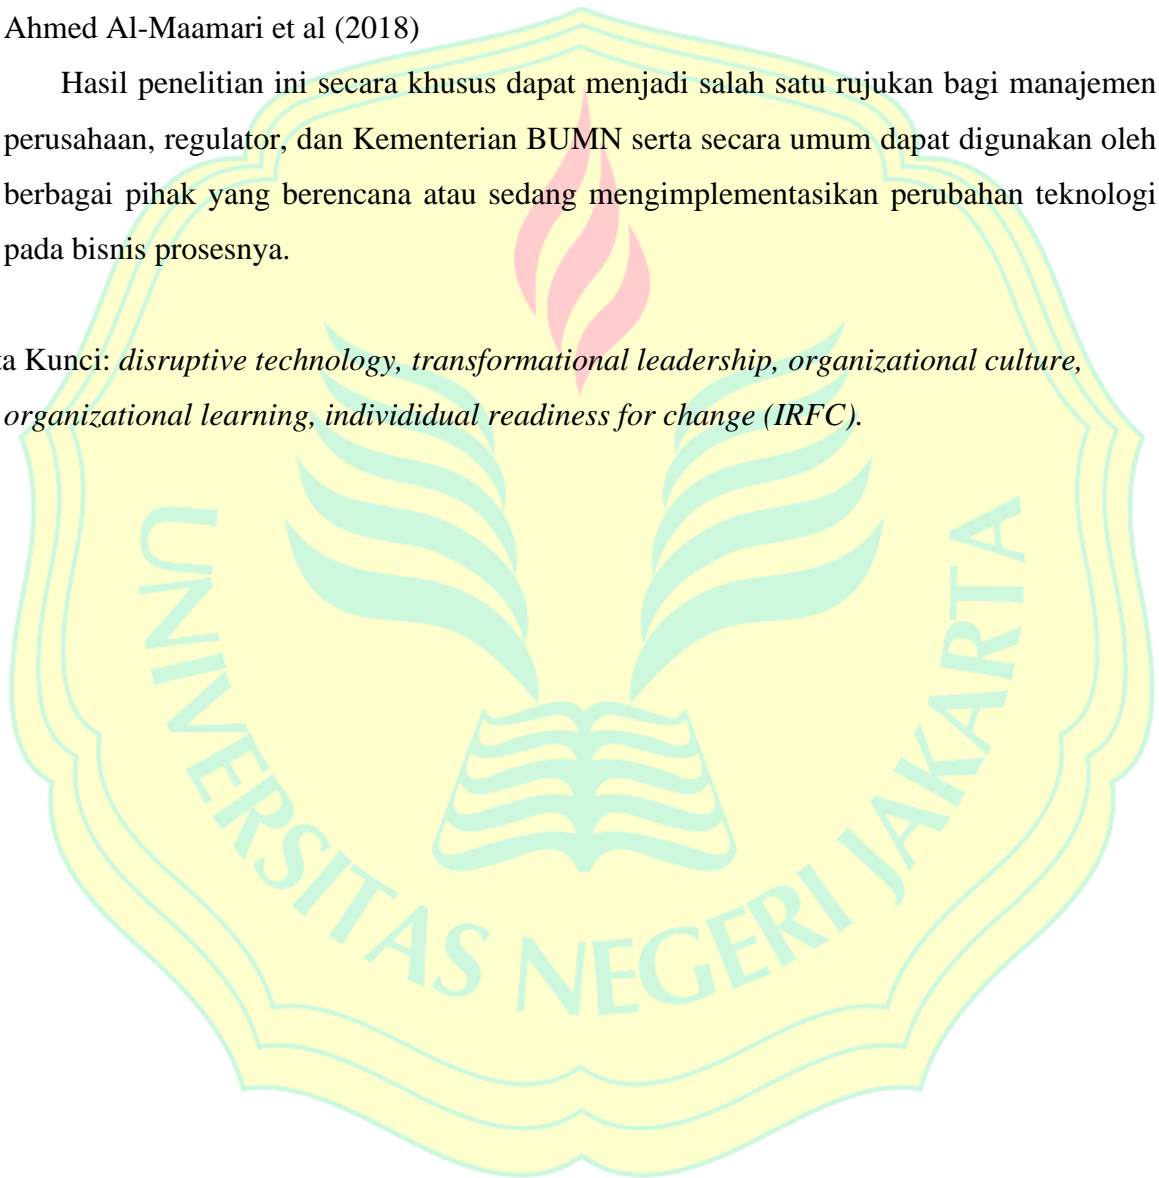 Ahmed Al-Maamari et al (2018)
Hasil penelitian ini secara khusus dapat menjadi salah satu rujukan bagi manajemen
perusahaan, regulator, dan Kementerian BUMN serta secara umum dapat digunakan oleh
berbagai pihak yang berencana atau sedang mengimplementasikan perubahan teknologi
pada bisnis prosesnya.
ta Kunci: disruptive technology, transformational leadership, organizational culture,
organizational learning, individidual readiness for change (IRFC).
UNIVERSITAS NEGERI JAKARTA